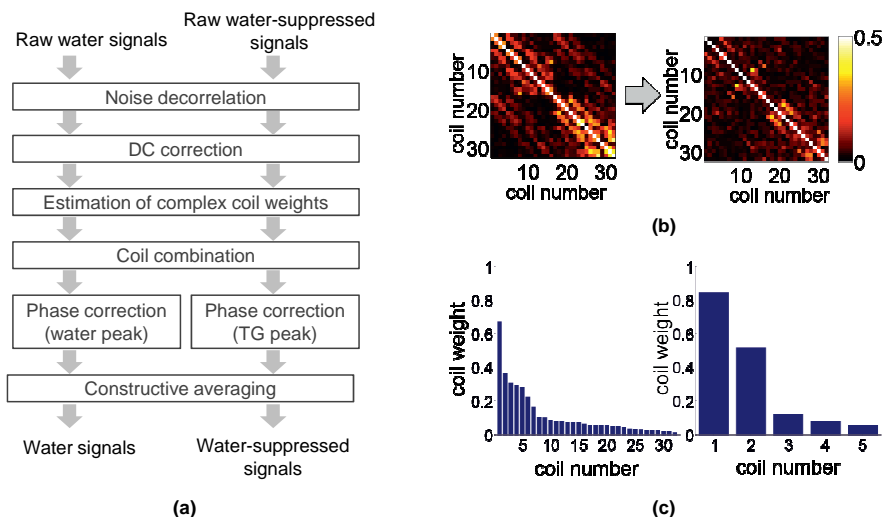 Raw water signals
Raw water-suppressed
signals
Noise decorrelation
DC correction
Estimation of complex coil weights
Coil combination
Phase correction
(water peak)
Phase correction
(TG peak)
Constructive averaging
Water signals
Water-suppressed
signals
(a)
coil number
10
20
30
10 20 30
coil number
coil number
10
20
30
10 20 30
coil number
0.5
0
(b)
coil weight
1
0.8
0.6
0.4
0.2
0
5 10 15 20 25 30
coil number
coil weight
1
0.8
0.6
0.4
0.2
0
1 2 3 4 5
coil number
(c)